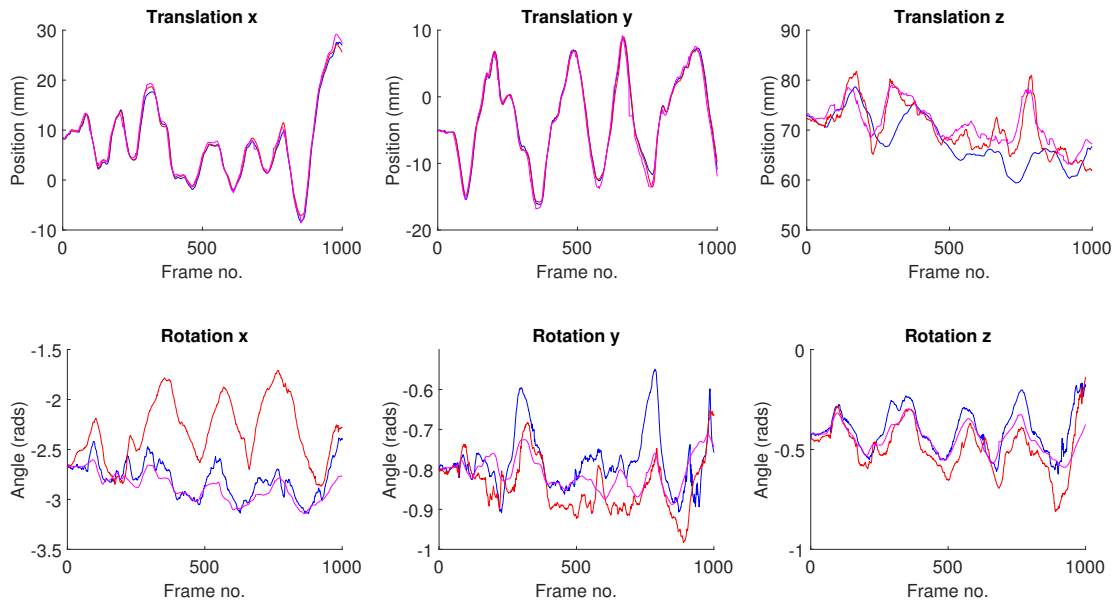 Translation x
30
20
10
0
-10
Position (mm)
0
500
1000
Frame no.
Translation y
10
0
-10
-20
Position (mm)
0
500
1000
Frame no.
Translation z
90
80
70
60
50
Position (mm)
0
500
1000
Frame no.
Rotation x
-1.5
-2
-2.5
-3
-3.5
Angle (rads)
0
500
1000
Frame no.
Rotation y
-0.6
-0.7
-0.8
-0.9
-1
Angle (rads)
0
500
1000
Frame no.
Rotation z
0
-0.5
-1
Angle (rads)
0
500
1000
Frame no.